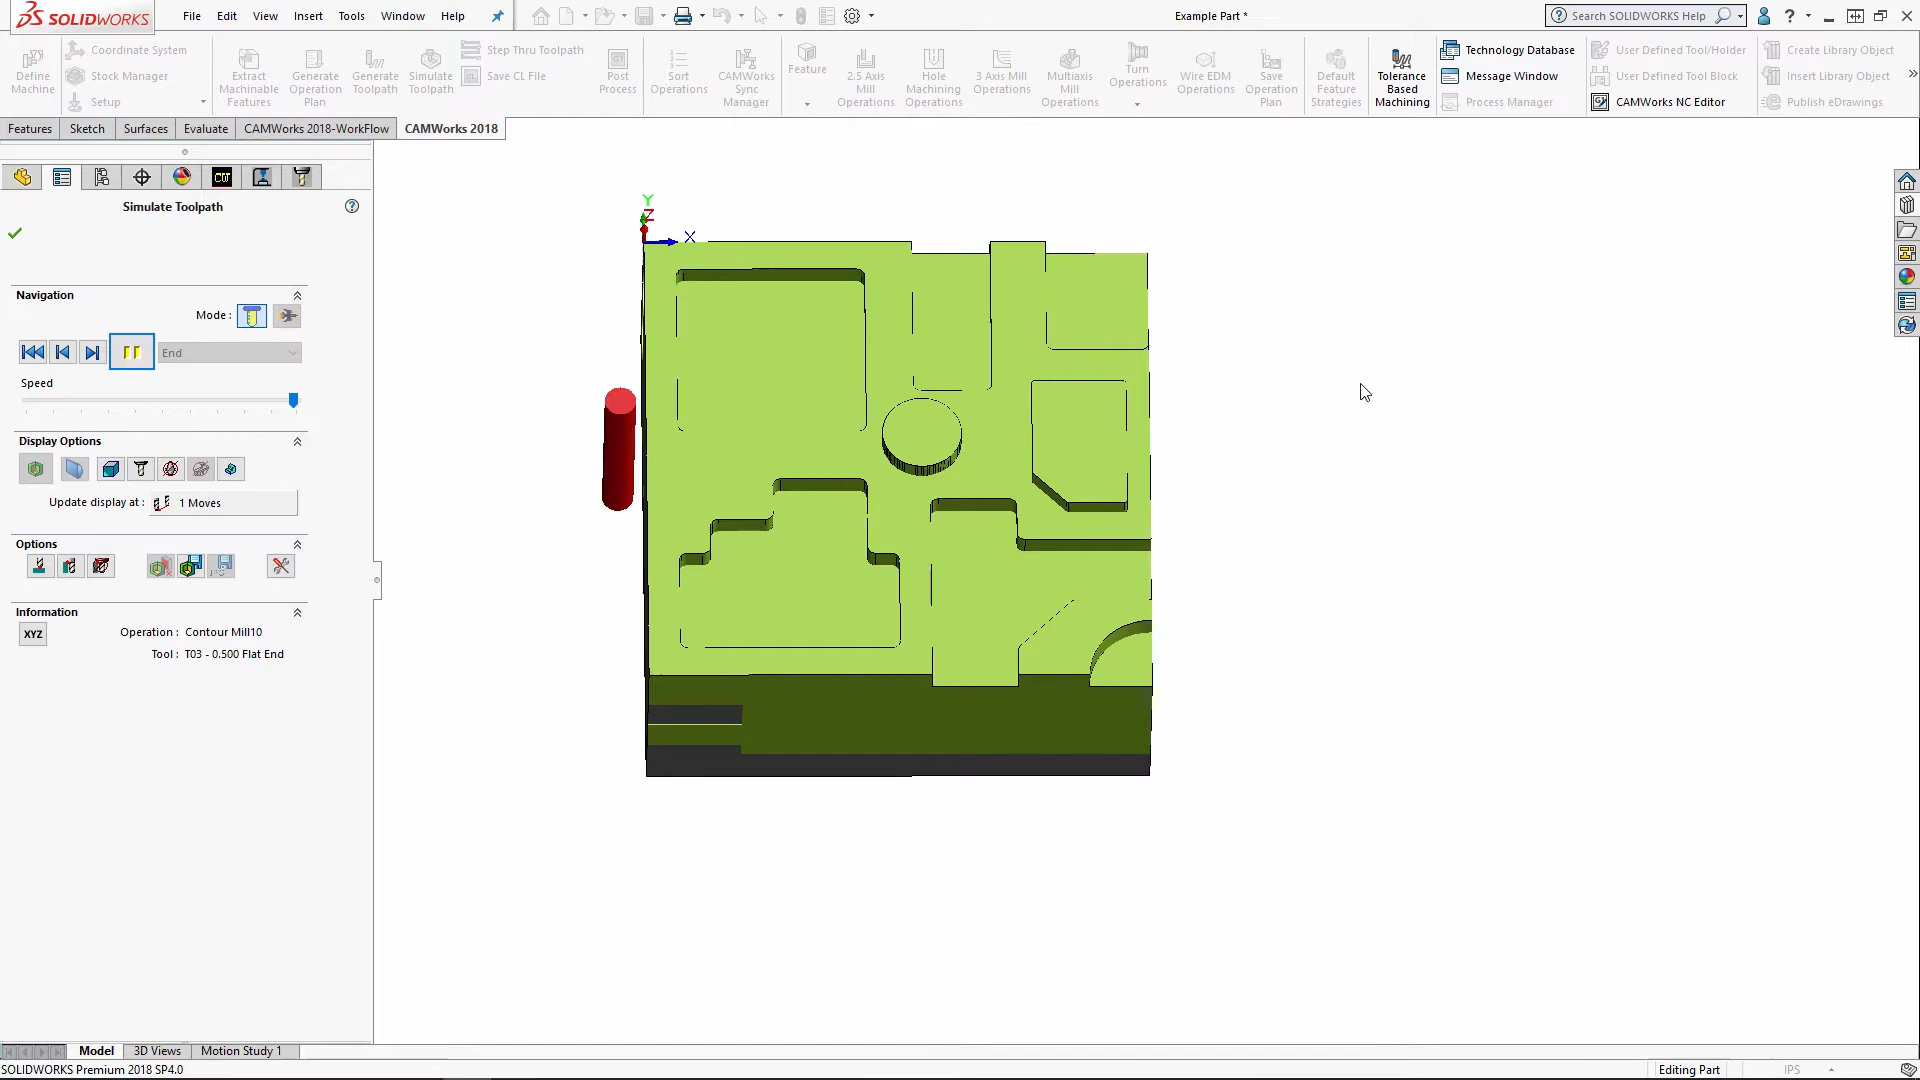 SOLIDWORKS
File Edit View Insert Tools Window Help
Example Part *
Search SOLIDWORKS Help
Define Machine
Coordinate System
Stock Manager
Setup
Extract Machinable Features
Generate Operation Plan
Generate Toolpath
Simulate Toolpath
Step Thru Toolpath
Save CL File
Post Process
Sort Operations
CAMWorks Sync Manager
Feature
2.5 Axis Mill Operations
Hole Machining Operations
3 Axis Mill Operations
Multiaxis Mill Operations
Turn Operations
Wire EDM Operations
Save Operation Plan
Default Feature Strategies
Tolerance Based Machining
Technology Database
Message Window
Process Manager
User Defined Tool/Holder
User Defined Tool Block
CAMWorks NC Editor
Create Library Object
Insert Library Object
Publish eDrawings
Features Sketch Surfaces Evaluate CAMWorks 2018-WorkFlow CAMWorks 2018
CW
Simulate Toolpath
Navigation
Mode :
End
Speed
Display Options
Update display at : 1 Moves
Options
Information
XYZ
Operation : Contour Mill10
Tool : T03 - 0.500 Flat End
Y
Z
X
Model 3D Views Motion Study 1
SOLIDWORKS Premium 2018 SP4.0
Editing Part
IPS